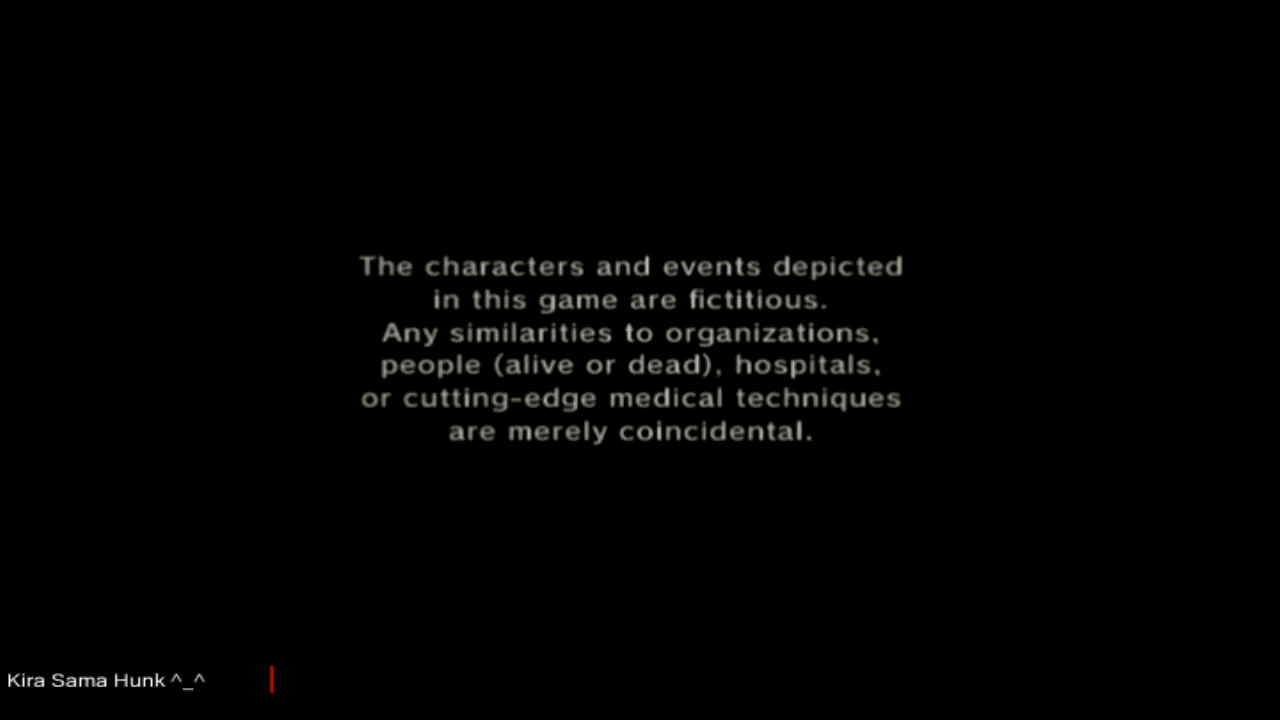 The characters and events depicted
in this game are fictitious.
Any similarities to organizations,
people (alive or dead), hospitals,
or cutting-edge medical techniques
are merely coincidental.
Kira Sama Hunk ^_^